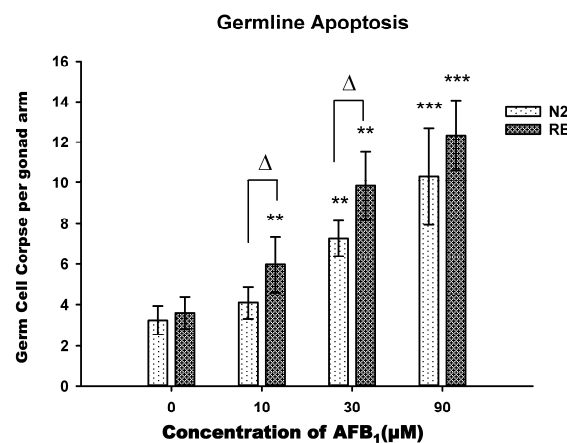 Germline Apoptosis
Germ Cell Corpse per gonad arm
16
14
12
10
8
6
4
2
0
Δ
**
Δ
**
**
***
***
N2
RE
0
10
30
90
Concentration of AFB₁(μM)